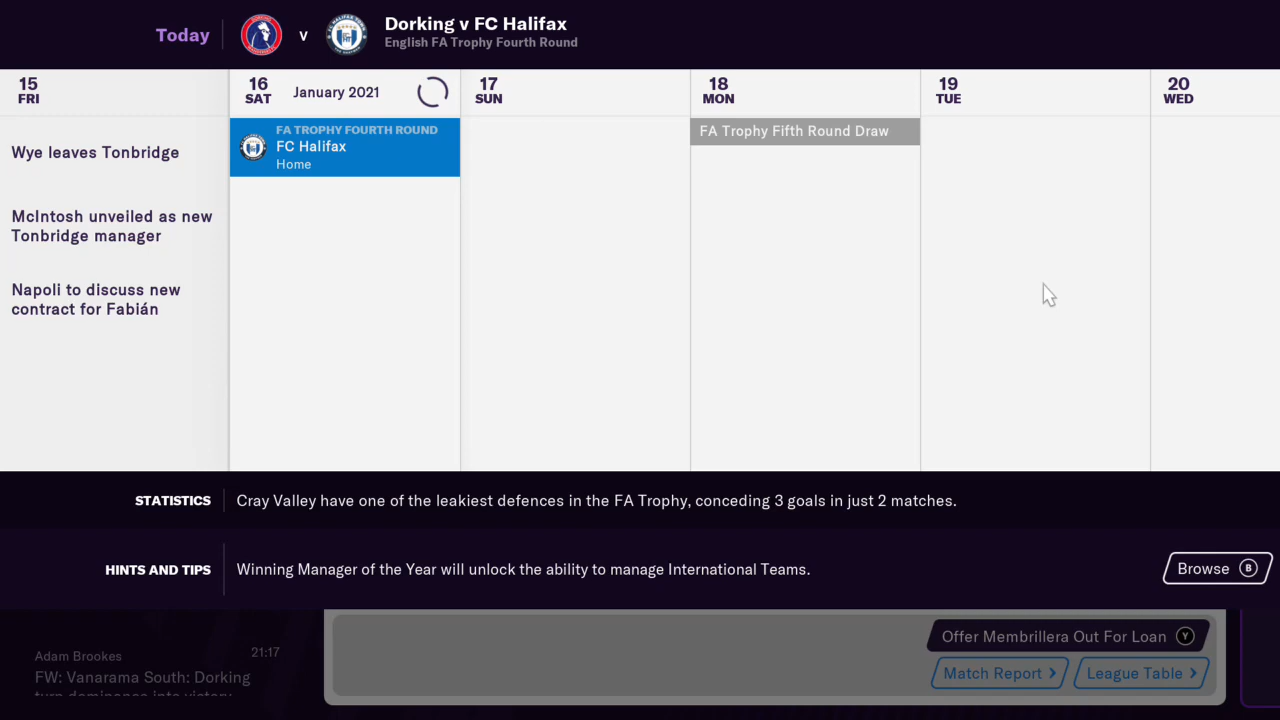 Today
v
Dorking v FC Halifax
English FA Trophy Fourth Round
15
FRI
16
SAT
January 2021
17
SUN
18
MON
19
TUE
20
WED
Wye leaves Tonbridge
McIntosh unveiled as new
Tonbridge manager
Napoli to discuss new
contract for Fabián
FA TROPHY FOURTH ROUND
FC Halifax
Home
FA Trophy Fifth Round Draw
STATISTICS
Cray Valley have one of the leakiest defences in the FA Trophy, conceding 3 goals in just 2 matches.
HINTS AND TIPS
Winning Manager of the Year will unlock the ability to manage International Teams.
Browse B
Adam Brookes
21:17
FW: Vanarama South: Dorking
turn dominance into victory
Offer Membrillera Out For Loan Y
Match Report
League Table